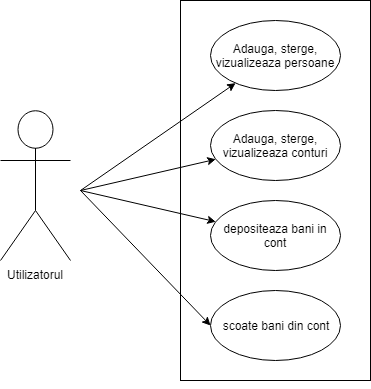 Adauga, sterge,
vizualizeaza persoane
Adauga, sterge,
vizualizeaza conturi
depositeaza bani in
cont
scoate bani din cont
Utilizatorul